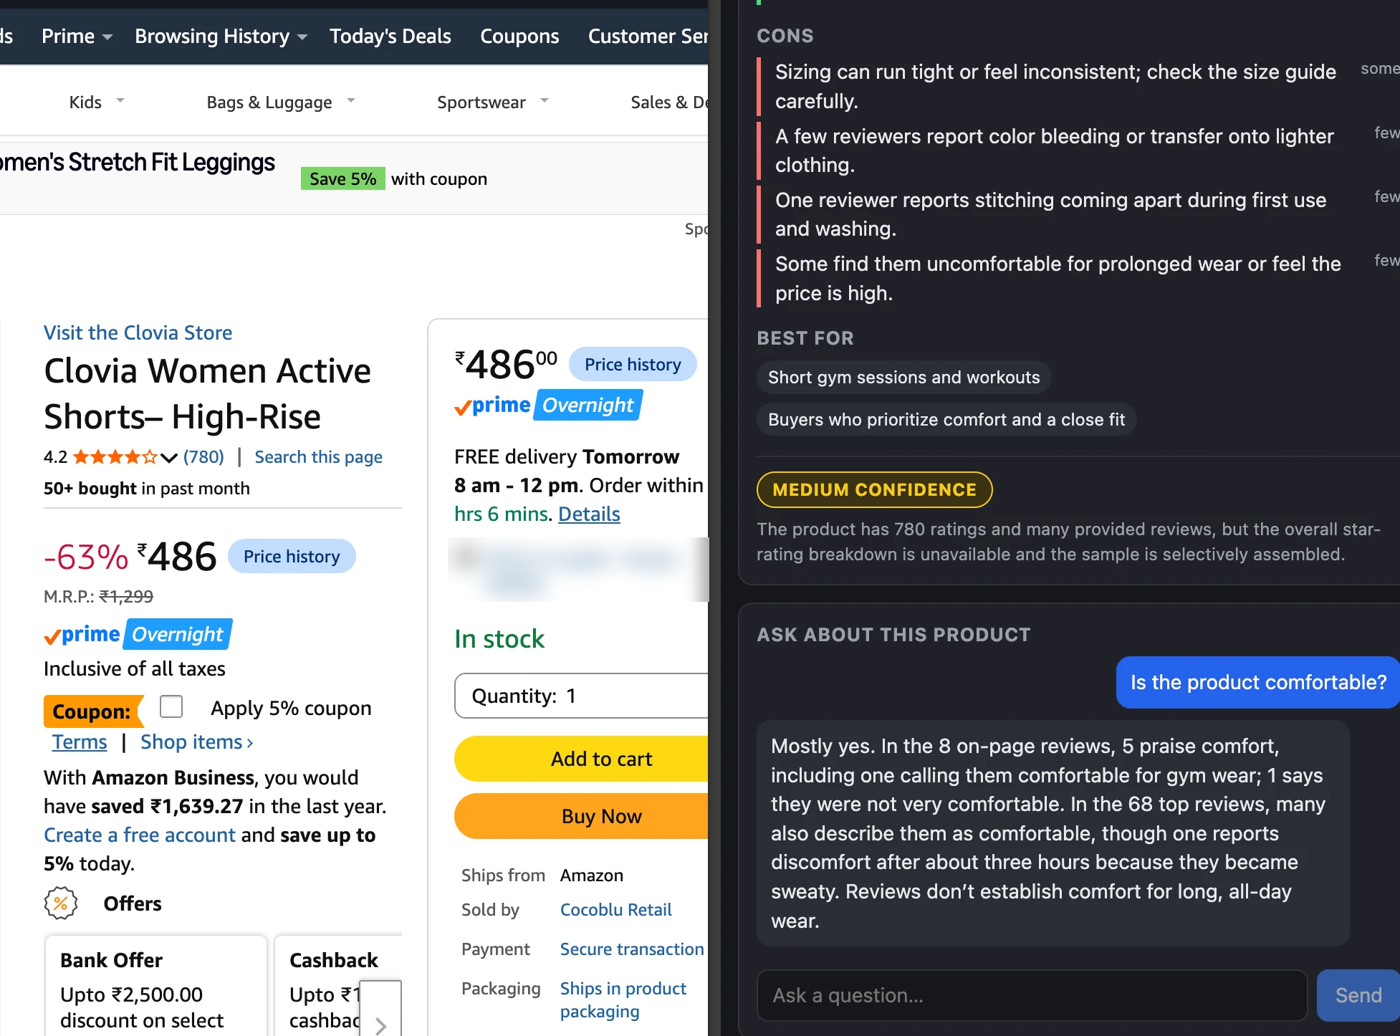 ds Prime Browsing History Today's Deals Coupons Customer Ser
Kids Bags & Luggage Sportswear Sales & De
omen's Stretch Fit Leggings
Save 5% with coupon
Spo
Visit the Clovia Store
Clovia Women Active
Shorts– High-Rise
4.2 (780) | Search this page
50+ bought in past month
-63% ₹486 Price history
M.R.P.: ₹1,299
prime Overnight
Inclusive of all taxes
Coupon: Apply 5% coupon
Terms | Shop items ›
With Amazon Business, you would
have saved ₹1,639.27 in the last year.
Create a free account and save up to
5% today.
% Offers
Bank Offer
Upto ₹2,500.00
discount on select
Cashback
Upto ₹1
cashbac
₹48600 Price history
prime Overnight
FREE delivery Tomorrow
8 am - 12 pm. Order within
hrs 6 mins. Details
In stock
Quantity: 1
Add to cart
Buy Now
Ships from Amazon
Sold by Cocoblu Retail
Payment Secure transaction
Packaging Ships in product
packaging
CONS
Sizing can run tight or feel inconsistent; check the size guide some
carefully.
A few reviewers report color bleeding or transfer onto lighter few
clothing.
One reviewer reports stitching coming apart during first use few
and washing.
Some find them uncomfortable for prolonged wear or feel the few
price is high.
BEST FOR
Short gym sessions and workouts
Buyers who prioritize comfort and a close fit
MEDIUM CONFIDENCE
The product has 780 ratings and many provided reviews, but the overall star-
rating breakdown is unavailable and the sample is selectively assembled.
ASK ABOUT THIS PRODUCT
Is the product comfortable?
Mostly yes. In the 8 on-page reviews, 5 praise comfort,
including one calling them comfortable for gym wear; 1 says
they were not very comfortable. In the 68 top reviews, many
also describe them as comfortable, though one reports
discomfort after about three hours because they became
sweaty. Reviews don’t establish comfort for long, all-day
wear.
Ask a question...
Send